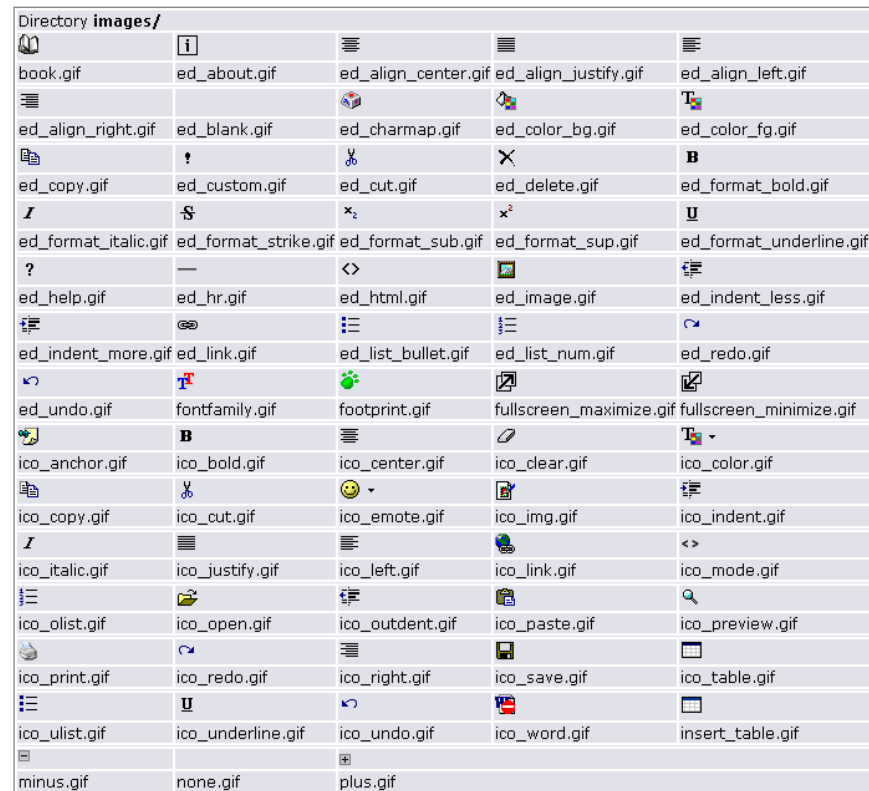 Directory images/
book.gif ed_about.gif ed_align_center.gif ed_align_justify.gif ed_align_left.gif
ed_align_right.gif ed_blank.gif ed_charmap.gif ed_color_bg.gif ed_color_fg.gif
ed_copy.gif ed_custom.gif ed_cut.gif ed_delete.gif ed_format_bold.gif
ed_format_italic.gif ed_format_strike.gif ed_format_sub.gif ed_format_sup.gif ed_format_underline.gif
ed_help.gif ed_hr.gif ed_html.gif ed_image.gif ed_indent_less.gif
ed_indent_more.gif ed_link.gif ed_list_bullet.gif ed_list_num.gif ed_redo.gif
ed_undo.gif fontfamily.gif footprint.gif fullscreen_maximize.gif fullscreen_minimize.gif
ico_anchor.gif ico_bold.gif ico_center.gif ico_clear.gif ico_color.gif
ico_copy.gif ico_cut.gif ico_emote.gif ico_img.gif ico_indent.gif
ico_italic.gif ico_justify.gif ico_left.gif ico_link.gif ico_mode.gif
ico_olist.gif ico_open.gif ico_outdent.gif ico_paste.gif ico_preview.gif
ico_print.gif ico_redo.gif ico_right.gif ico_save.gif ico_table.gif
ico_ulist.gif ico_underline.gif ico_undo.gif ico_word.gif insert_table.gif
minus.gif none.gif plus.gif